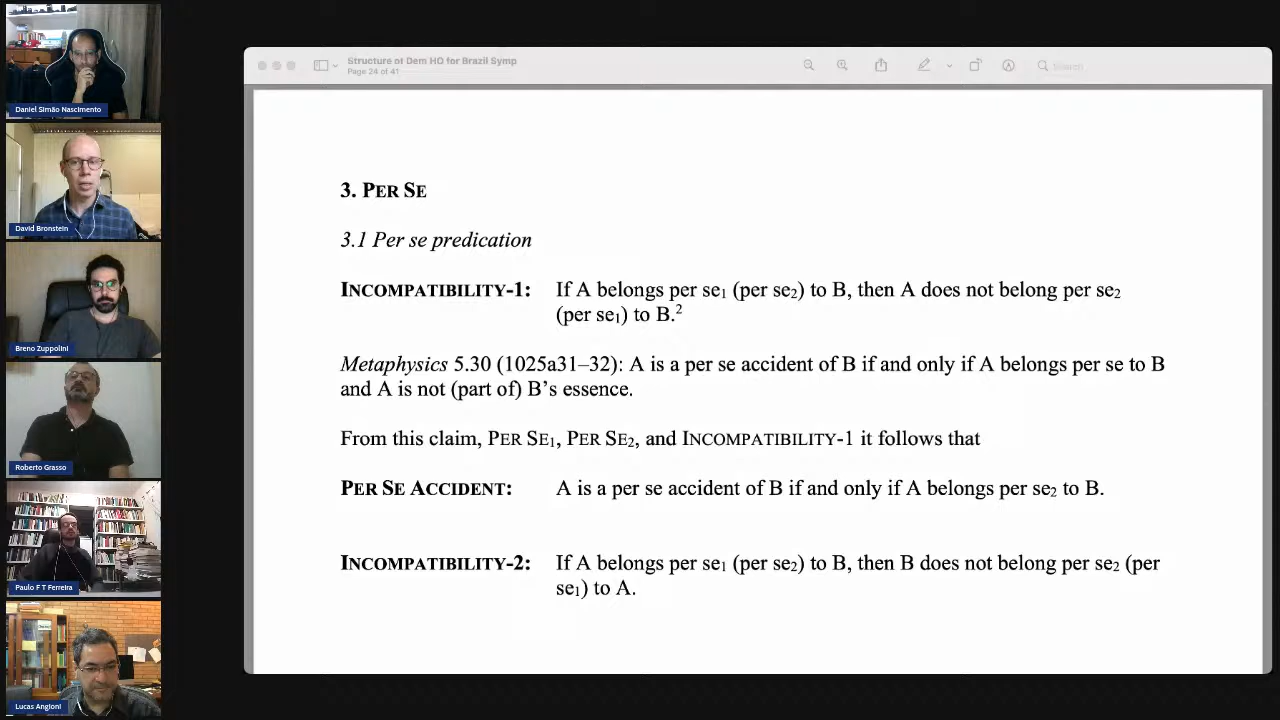 Daniel Simão Nascimento
David Bronstein
Breno Zuppolini
Roberto Grasso
Paulo F T Ferreira
Lucas Angioni
Structure of Dem HO for Brazil Symp
Page 24 of 41
Search
3. PER SE
3.1 Per se predication
INCOMPATIBILITY-1: If A belongs per se₁ (per se₂) to B, then A does not belong per se₂
(per se₁) to B.²
Metaphysics 5.30 (1025a31–32): A is a per se accident of B if and only if A belongs per se to B
and A is not (part of) B’s essence.
From this claim, PER SE₁, PER SE₂, and INCOMPATIBILITY-1 it follows that
PER SE ACCIDENT: A is a per se accident of B if and only if A belongs per se₂ to B.
INCOMPATIBILITY-2: If A belongs per se₁ (per se₂) to B, then B does not belong per se₂ (per
se₁) to A.